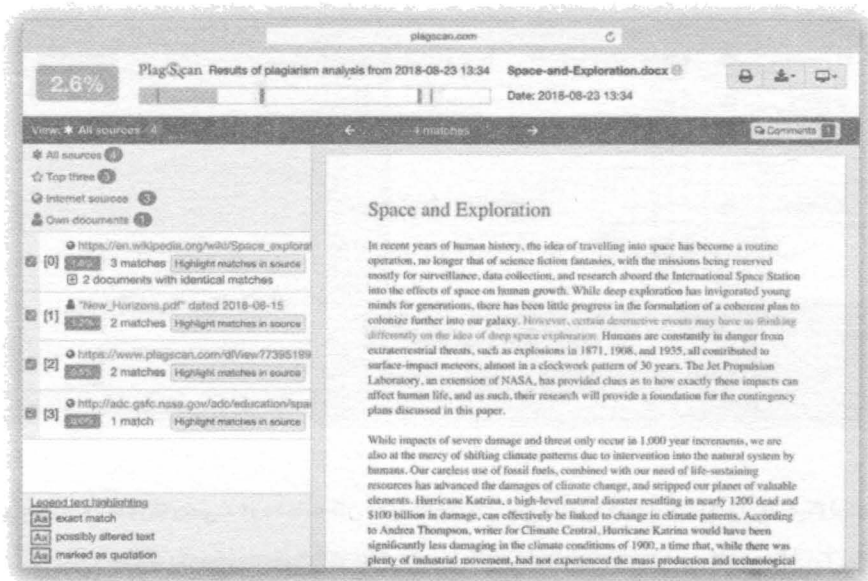 plagscan.com
2.6%
PlagScan Results of plagiarism analysis from 2018-08-23 13:34
Space-and-Exploration.docx
Date: 2018-08-23 13:34
View: All sources 4
4 matches
Comments 1
All sources 4
Top three 3
Internet sources 3
Own documents 1
https://en.wikipedia.org/wiki/Space_explorat
[0] 3 matches Highlight matches in source
2 documents with identical matches
"New_Horizons.pdf" dated 2018-08-15
[1] 2 matches Highlight matches in source
https://www.plagscan.com/dlView?7395189
[2] 2 matches Highlight matches in source
http://adc.gsfc.nasa.gov/adc/education/spac
[3] 1 match Highlight matches in source
Legend text highlighting
Aa exact match
Aa possibly altered text
Aa marked as quotation
Space and Exploration
In recent years of human history, the idea of travelling into space has become a routine
operation, no longer that of science fiction fantasies, with the missions being reserved
mostly for surveillance, data collection, and research aboard the International Space Station
into the effects of space on human growth. While deep exploration has invigorated young
minds for generations, there has been little progress in the formulation of a coherent plan to
colonize further into our galaxy. However, certain destructive events may have us thinking
differently on the idea of deep space exploration. Humans are constantly in danger from
extraterrestrial threats, such as explosions in 1871, 1908, and 1935, all contributed to
surface-impact meteors, almost in a clockwork pattern of 30 years. The Jet Propulsion
Laboratory, an extension of NASA, has provided clues as to how exactly these impacts can
affect human life, and as such, their research will provide a foundation for the contingency
plans discussed in this paper.
While impacts of severe damage and threat only occur in 1,000 year increments, we are
also at the mercy of shifting climate patterns due to intervention into the natural system by
humans. Our careless use of fossil fuels, combined with our need of life-sustaining
resources has advanced the damages of climate change, and stripped our planet of valuable
elements. Hurricane Katrina, a high-level natural disaster resulting in nearly 1200 dead and
$100 billion in damage, can effectively be linked to change in climate patterns. According
to Andrea Thompson, writer for Climate Central, Hurricane Katrina would have been
significantly less damaging in the climate conditions of 1900, a time that, while there was
plenty of industrial movement, had not experienced the mass production and technological